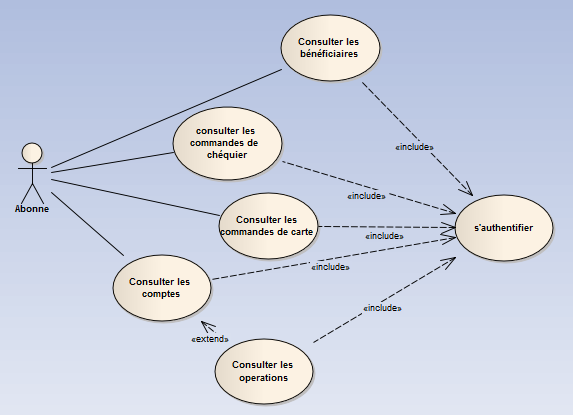 Consulter les
bénéficiaires
consulter les
commandes de
chéquier
«include»
Abonne
«include»
Consulter les
commandes de carte
s'authentifier
«include»
Consulter les
comptes
«include»
«include»
«extend»
Consulter les
operations